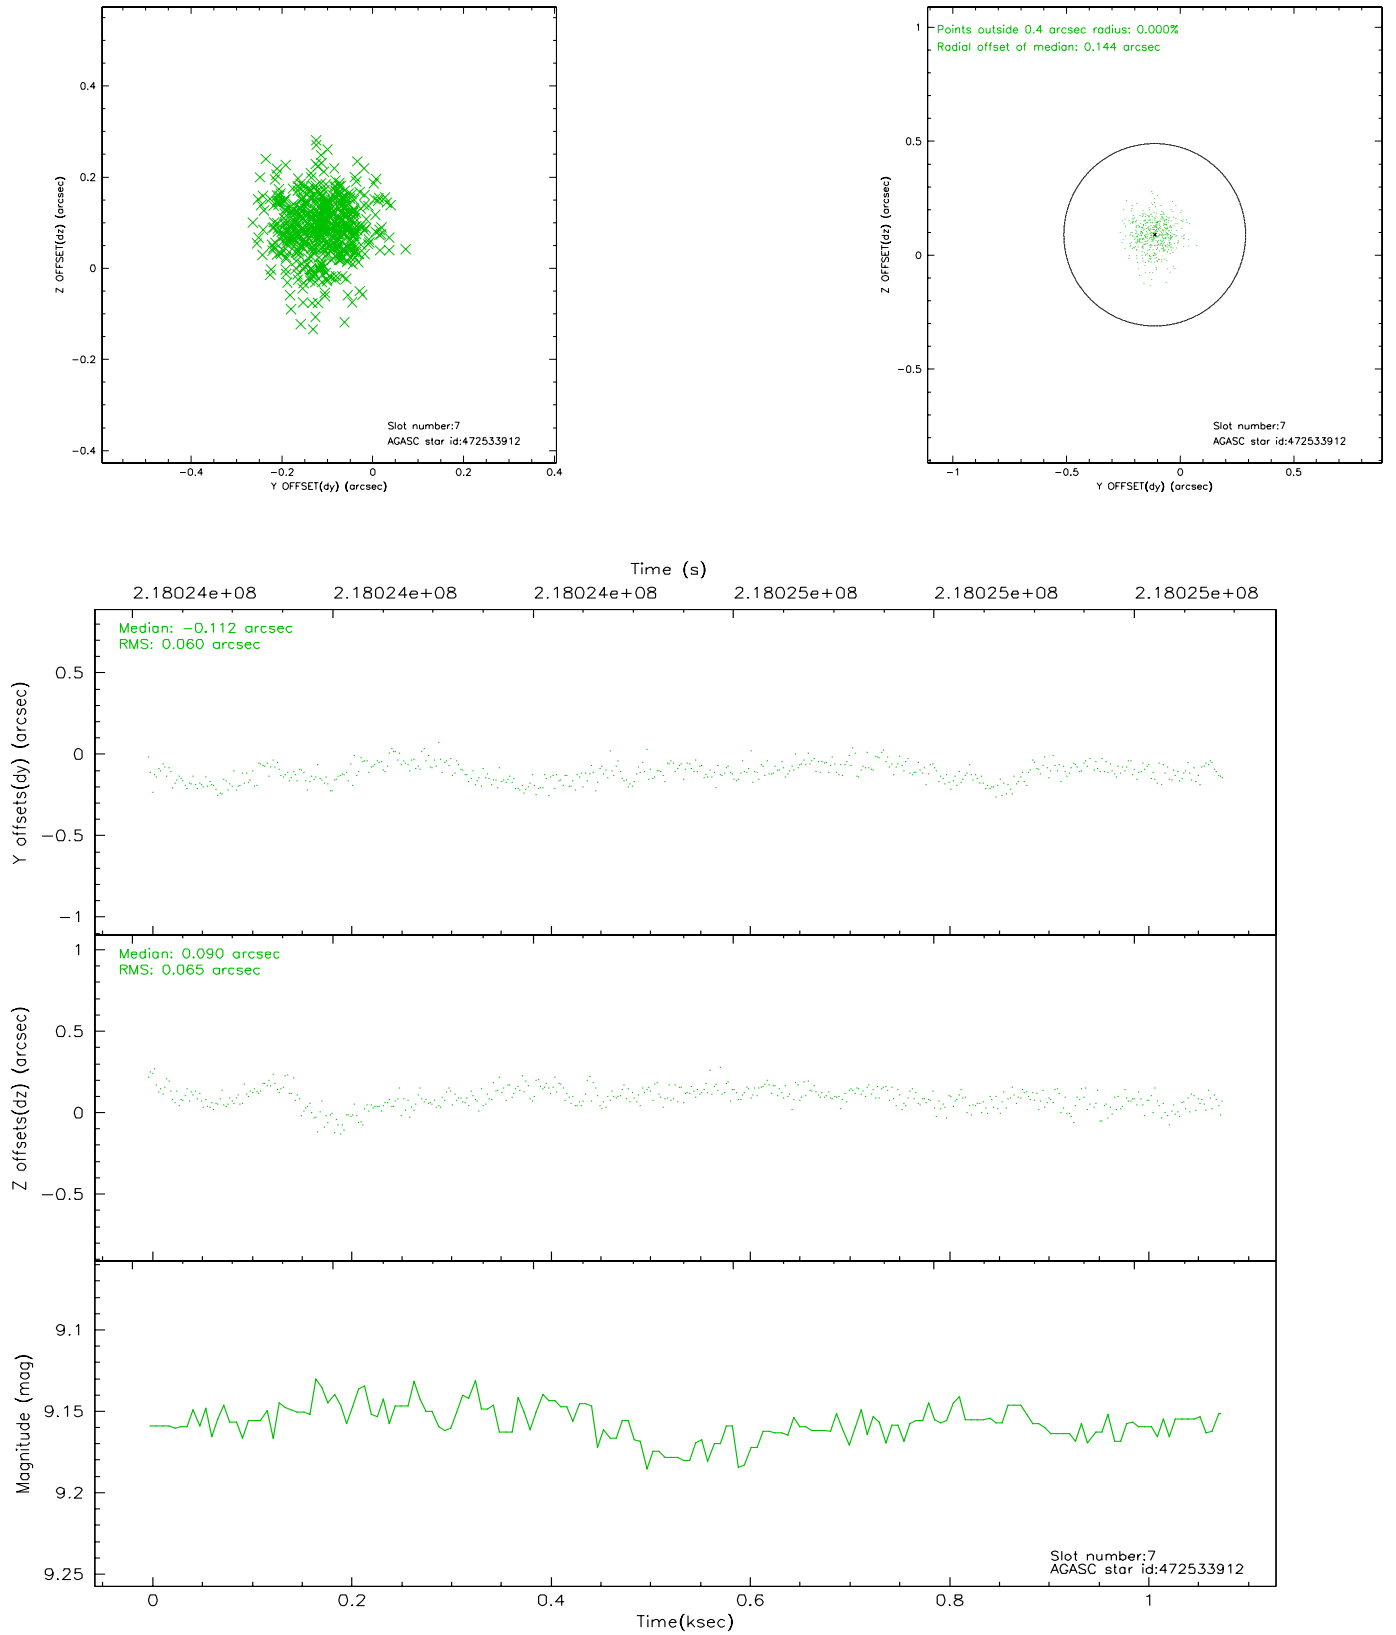 0.4
0.2
0
−0.2
−0.4
Z OFFSET(dz) (arcsec)
Slot number:7
AGASC star id:472533912
−0.4 −0.2 0 0.2 0.4
Y OFFSET(dy) (arcsec)
Points outside 0.4 arcsec radius: 0.000%
Radial offset of median: 0.144 arcsec
1
0.5
0
−0.5
Z OFFSET(dz) (arcsec)
Slot number:7
AGASC star id:472533912
−1 −0.5 0 0.5
Y OFFSET(dy) (arcsec)
Time (s)
2.18024e+08 2.18024e+08 2.18024e+08 2.18025e+08 2.18025e+08 2.18025e+08
Median: −0.112 arcsec
RMS: 0.060 arcsec
0.5
0
−0.5
−1
Y offsets(dy) (arcsec)
Median: 0.090 arcsec
RMS: 0.065 arcsec
1
0.5
0
−0.5
Z offsets(dz) (arcsec)
9.1
9.15
9.2
9.25
Magnitude (mag)
Slot number:7
AGASC star id:472533912
0 0.2 0.4 0.6 0.8 1
Time(ksec)